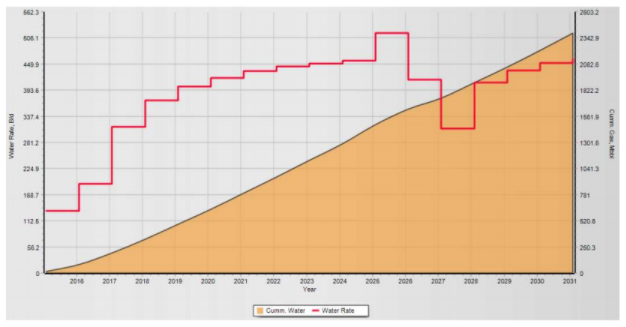 562.3 2603.2
506.1 2342.9
449.9 2082.6
393.6 1822.2
337.4 1561.9
281.2 1301.6
224.9 1041.3
168.7 781
112.5 520.6
56.2 260.3
0 0
Water Rate,
Cumm.
2016 2017 2018 2019 2020 2021 2022 2023 2024 2025 2026 2027 2028 2029 2030 2031
Year
Cumm. Water Water Rate